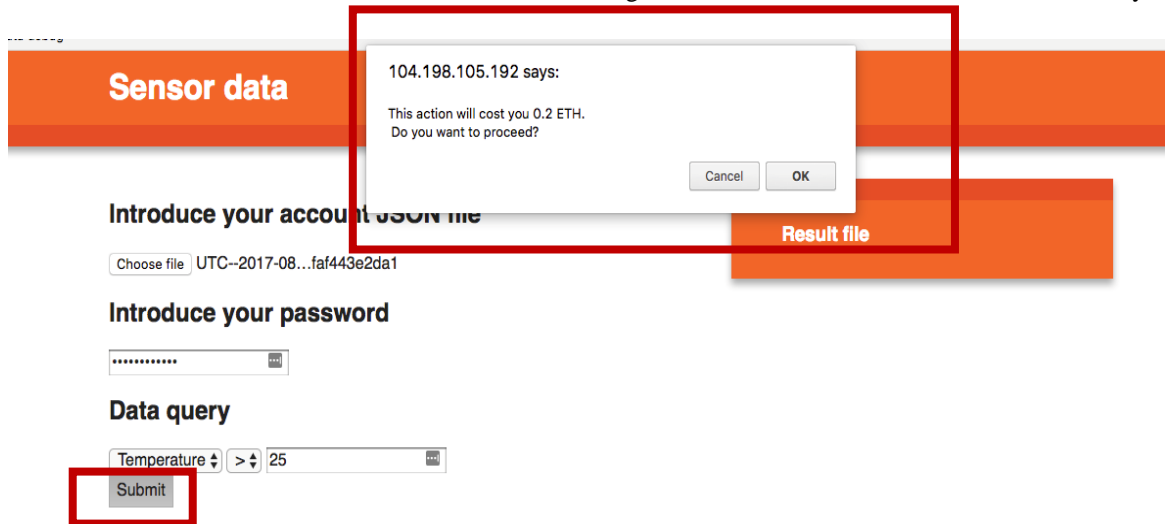 Sensor data
104.198.105.192 says:
This action will cost you 0.2 ETH.
Do you want to proceed?
Cancel OK
Introduce your account JSON file
Result file
Choose file UTC--2017-08...faf443e2da1
Introduce your password
••••••••••••
Data query
Temperature > 25
Submit